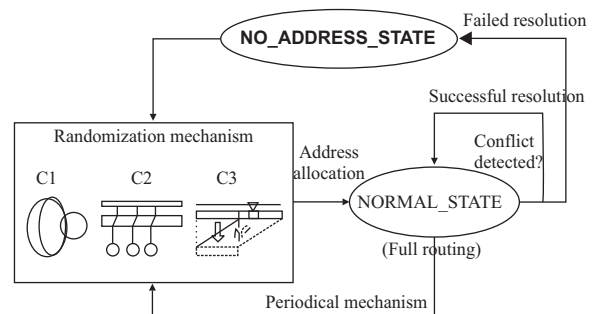 Failed resolution
NO_ADDRESS_STATE
Successful resolution
Randomization mechanism
Address
allocation
Conflict
detected?
C1 C2 C3
NORMAL_STATE
(Full routing)
Periodical mechanism